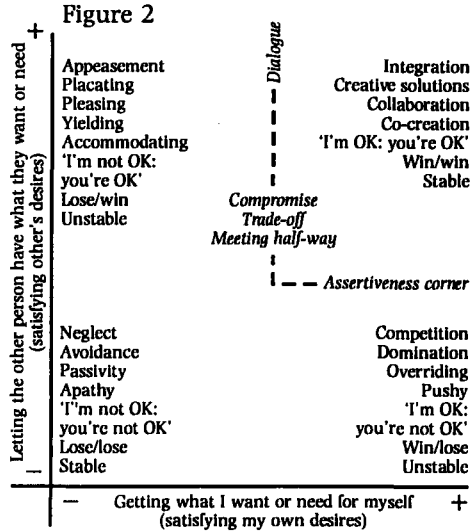 Figure 2
+
Letting the other person have what they want or need
(satisfying other's desires)
−
Appeasement
Placating
Pleasing
Yielding
Accommodating
'I'm not OK:
you're OK'
Lose/win
Unstable
Dialogue
Integration
Creative solutions
Collaboration
Co-creation
'I'm OK: you're OK'
Win/win
Stable
Compromise
Trade-off
Meeting half-way
Assertiveness corner
Neglect
Avoidance
Passivity
Apathy
'I'm not OK:
you're not OK'
Lose/lose
Stable
Competition
Domination
Overriding
Pushy
'I'm OK:
you're not OK'
Win/lose
Unstable
− Getting what I want or need for myself +
(satisfying my own desires)